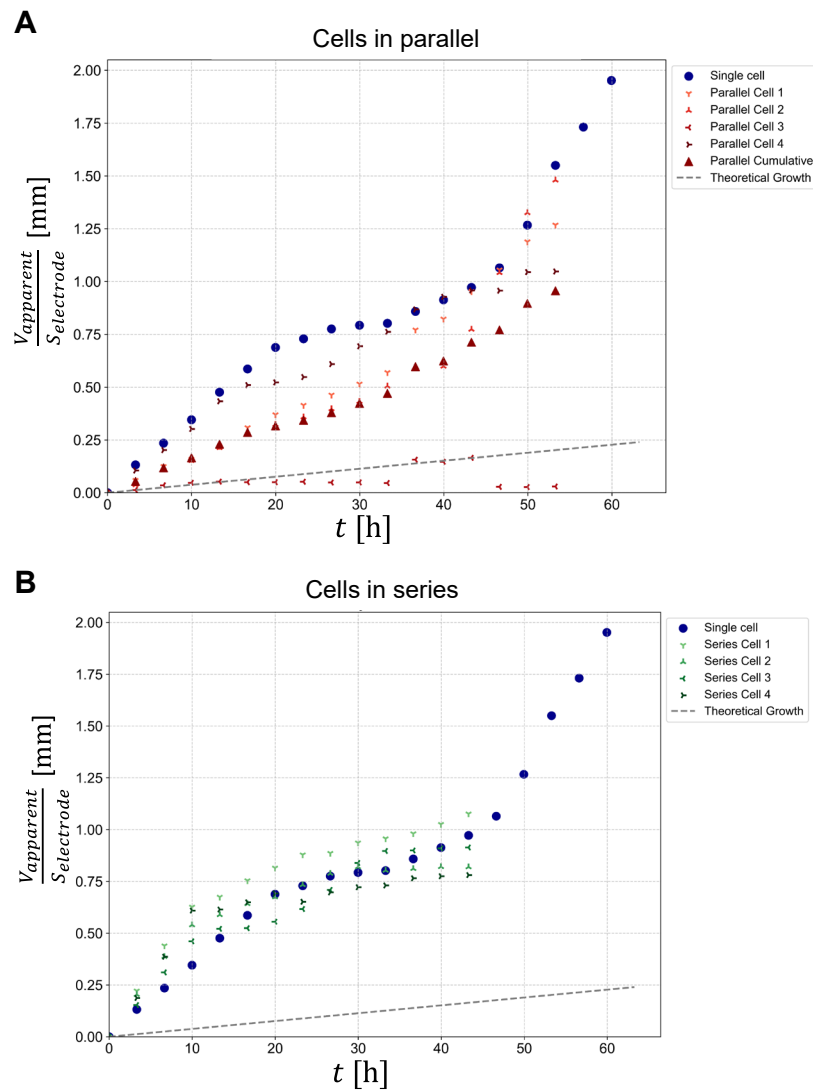 A
Cells in parallel
2.00
1.75
1.50
1.25
1.00
0.75
0.50
0.25
0.00
V_apparent / S_electrode [mm]
0 10 20 30 40 50 60
t [h]
Single cell
Parallel Cell 1
Parallel Cell 2
Parallel Cell 3
Parallel Cell 4
Parallel Cumulative
Theoretical Growth
B
Cells in series
2.00
1.75
1.50
1.25
1.00
0.75
0.50
0.25
0.00
V_apparent / S_electrode [mm]
0 10 20 30 40 50 60
t [h]
Single cell
Series Cell 1
Series Cell 2
Series Cell 3
Series Cell 4
Theoretical Growth